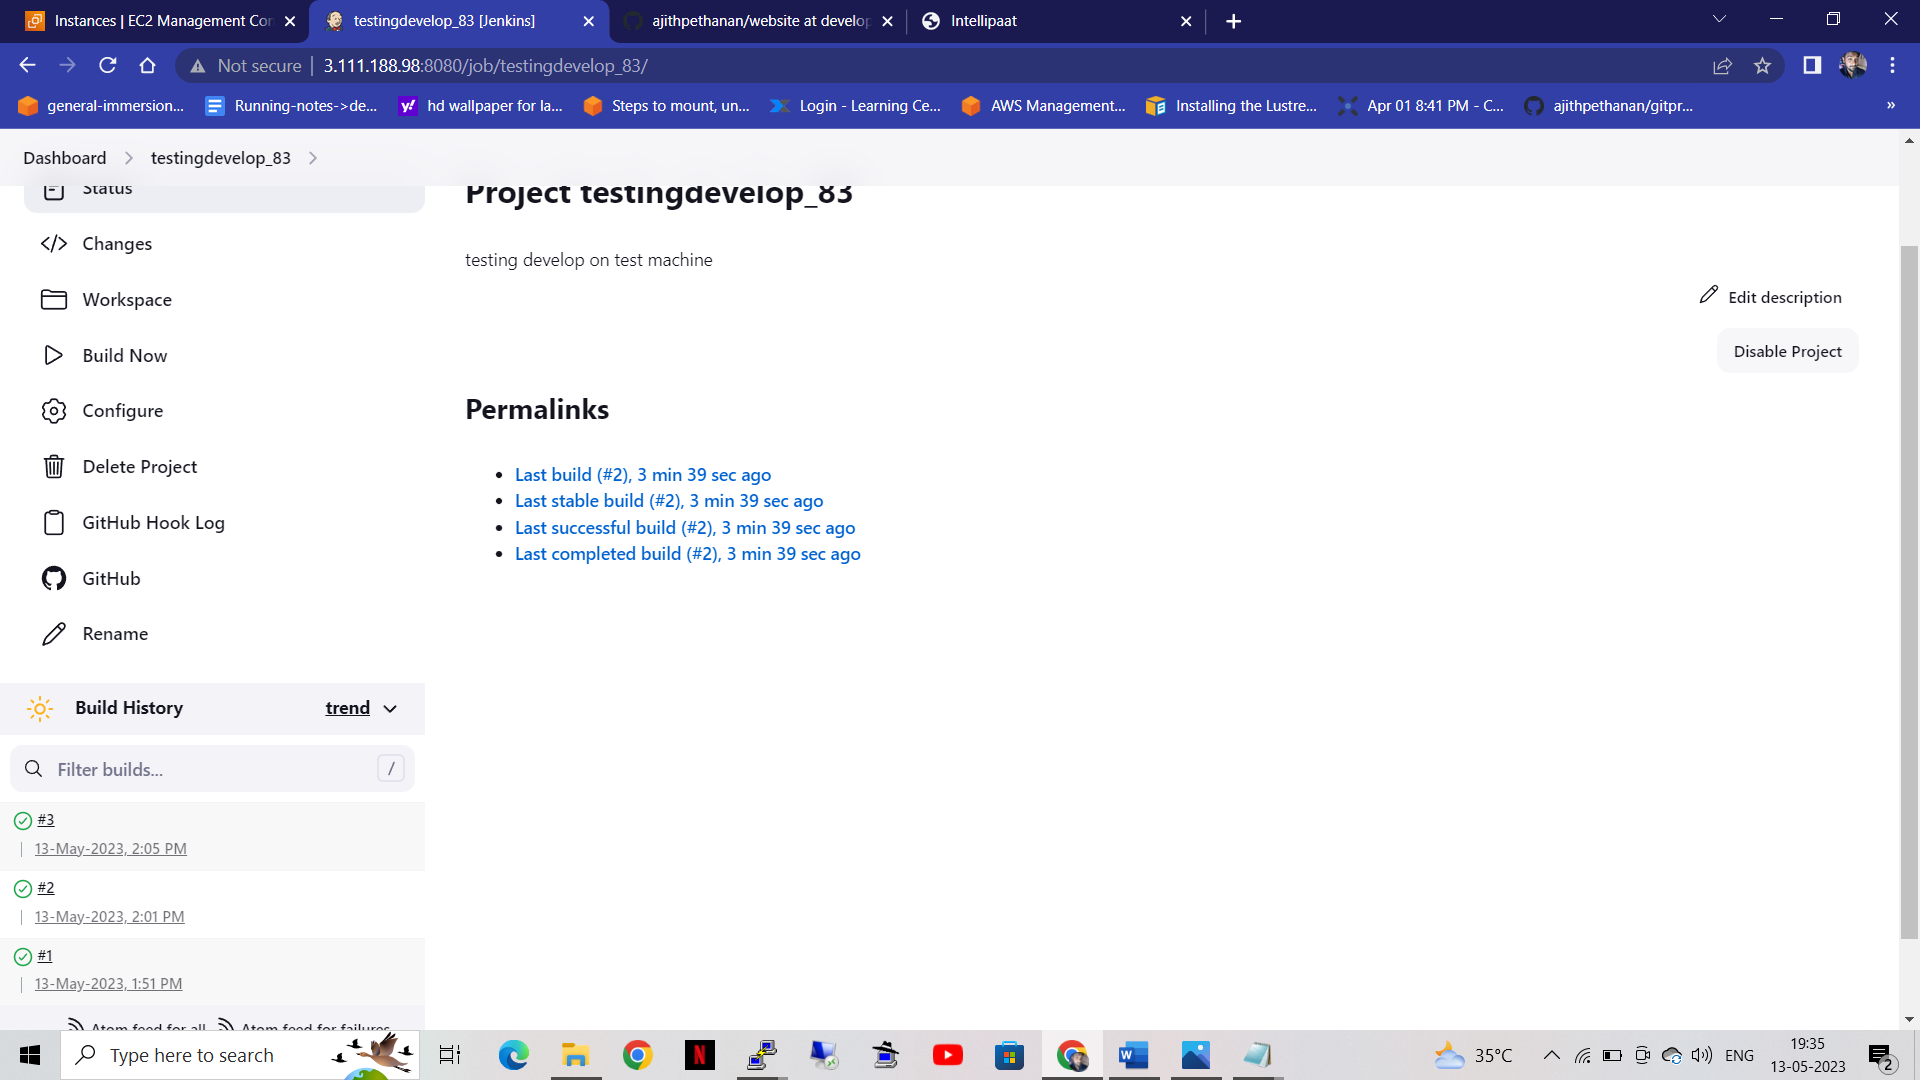 Instances | EC2 Management Con
testingdevelop_83 [Jenkins]
ajithpethanan/website at develop
Intellipaat
Not secure
3.111.188.98:8080/job/testingdevelop_83/
general-immersion...
Running-notes->de...
hd wallpaper for la...
Steps to mount, un...
Login - Learning Ce...
AWS Management...
Installing the Lustre...
Apr 01 8:41 PM - C...
ajithpethanan/gitpr...
»
Dashboard
testingdevelop_83
Status
Changes
Workspace
Build Now
Configure
Delete Project
GitHub Hook Log
GitHub
Rename
Build History
trend
Filter builds...
/
#3
13-May-2023, 2:05 PM
#2
13-May-2023, 2:01 PM
#1
13-May-2023, 1:51 PM
Atom feed for all
Atom feed for failures
Project testingdevelop_83
testing develop on test machine
Edit description
Disable Project
Permalinks
Last build (#2), 3 min 39 sec ago
Last stable build (#2), 3 min 39 sec ago
Last successful build (#2), 3 min 39 sec ago
Last completed build (#2), 3 min 39 sec ago
Type here to search
35°C
ENG
19:35
13-05-2023
2